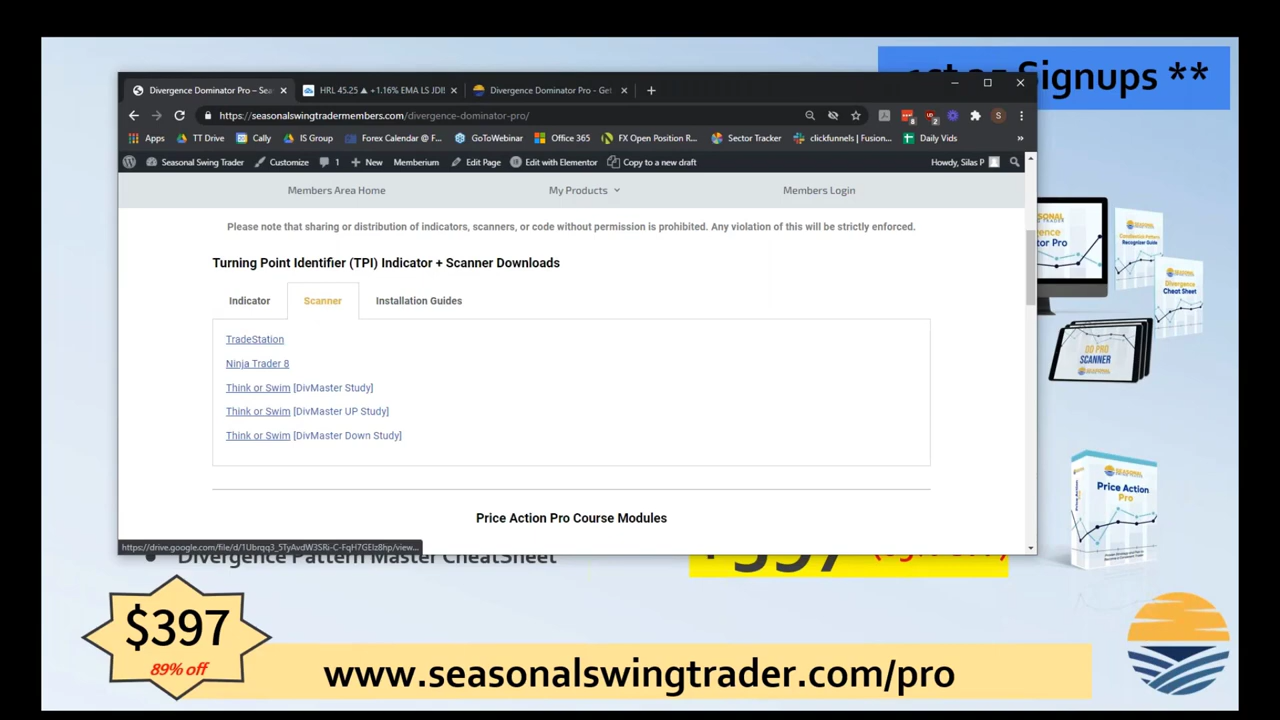 Signups **
Divergence Dominator Pro – Sea
HRL 45.25 ▲ +1.16% EMA LS JDI!
Divergence Dominator Pro - Get
https://seasonalswingtradermembers.com/divergence-dominator-pro/
Apps
TT Drive
Cally
IS Group
Forex Calendar @ F...
GoToWebinar
Office 365
FX Open Position R...
Sector Tracker
clickfunnels | Fusion...
Daily Vids
Seasonal Swing Trader
Customize
1
New
Memberium
Edit Page
Edit with Elementor
Copy to a new draft
Howdy, Silas P
Members Area Home
My Products
Members Login
Please note that sharing or distribution of indicators, scanners, or code without permission is prohibited. Any violation of this will be strictly enforced.
Turning Point Identifier (TPI) Indicator + Scanner Downloads
Indicator
Scanner
Installation Guides
TradeStation
Ninja Trader 8
Think or Swim [DivMaster Study]
Think or Swim [DivMaster UP Study]
Think or Swim [DivMaster Down Study]
Price Action Pro Course Modules
Divergence
Cheat Sheet
DD PRO
SCANNER
Price Action
Pro
Divergence Pattern Master CheatSheet
$397
89% off
www.seasonalswingtrader.com/pro